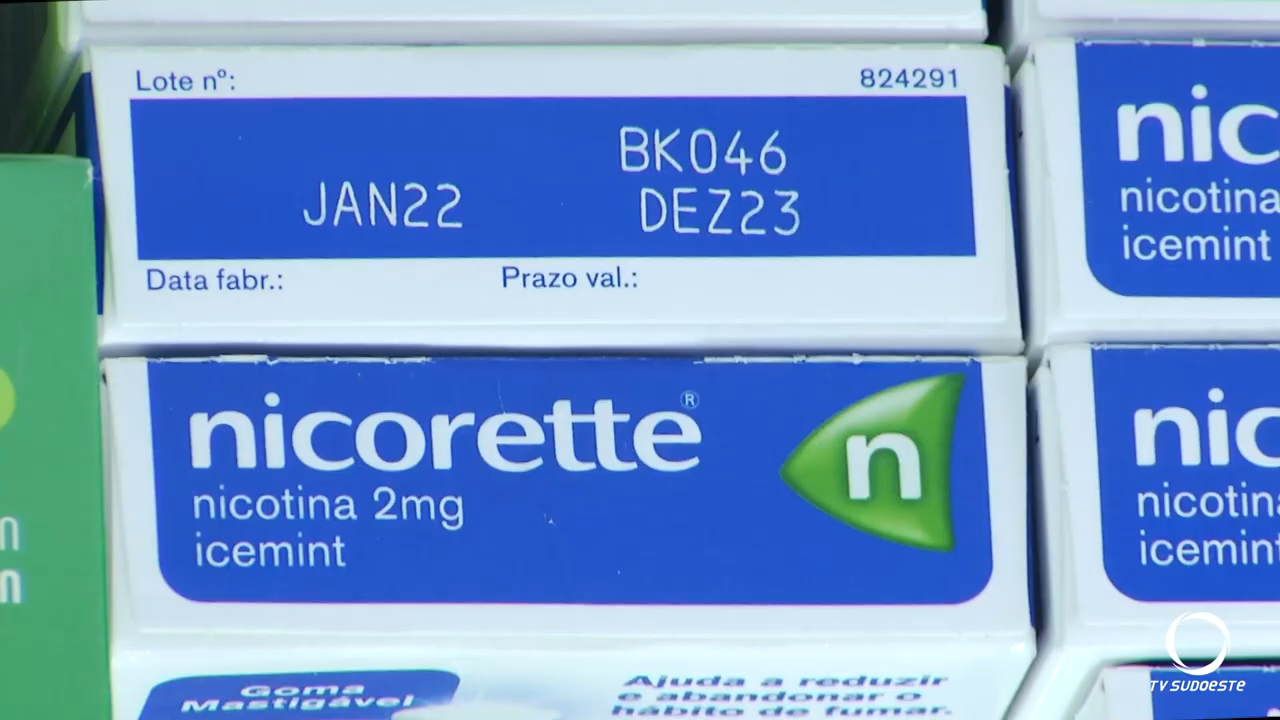 Lote nº: 824291
BK046
JAN22 DEZ23
Data fabr.: Prazo val.:
nicorette®
nicotina 2mg
icemint
n
Goma
Mastigável
Ajuda a reduzir
e abandonar o
hábito de fumar.
nic
nicotina
icemint
nic
nicotin
icemint
n
n
TV SUDOESTE